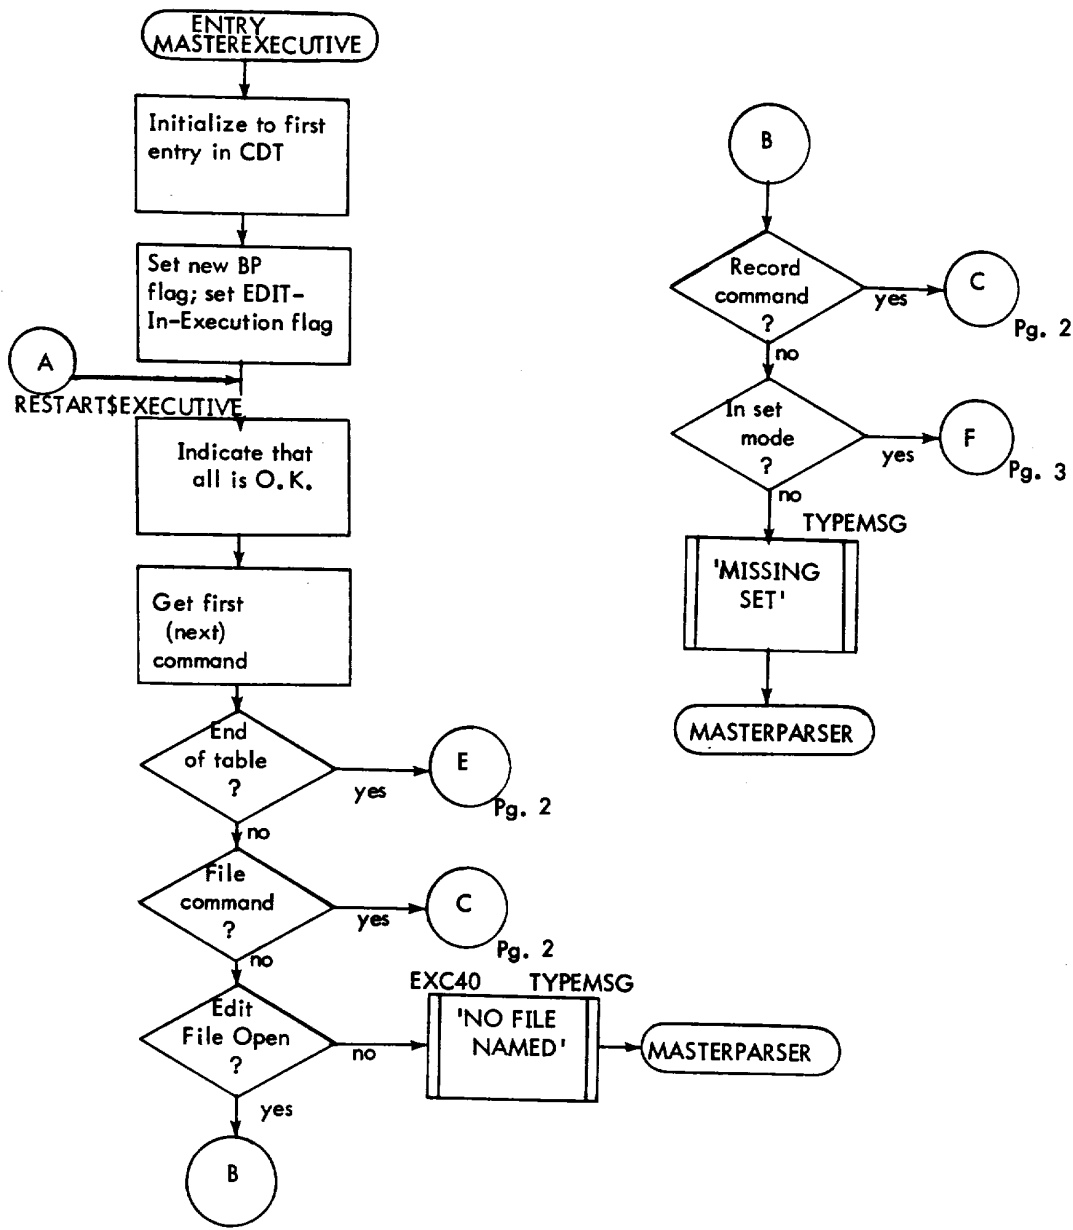 ENTRY
MASTEREXECUTIVE
Initialize to first
entry in CDT
Set new BP
flag; set EDIT-
In-Execution flag
A
RESTART$EXECUTIVE
Indicate that
all is O.K.
Get first
(next)
command
End
of table
?
yes
E
Pg. 2
no
File
command
?
yes
C
Pg. 2
no
Edit
File Open
?
no
EXC40 TYPEMSG
'NO FILE
NAMED'
MASTERPARSER
yes
B
B
Record
command
?
yes
C
Pg. 2
no
In set
mode
?
yes
F
Pg. 3
no
TYPEMSG
'MISSING
SET'
MASTERPARSER